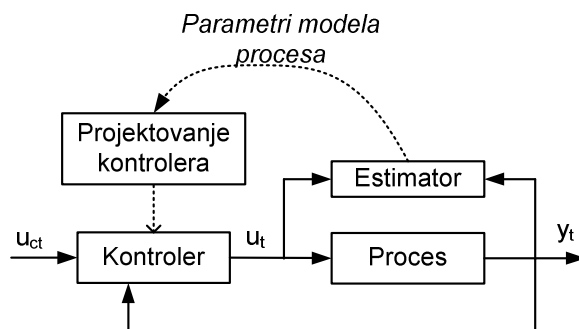 Parametri modela
procesa
Projektovanje
kontrolera
Estimator
u_ct
Kontroler
u_t
Proces
y_t